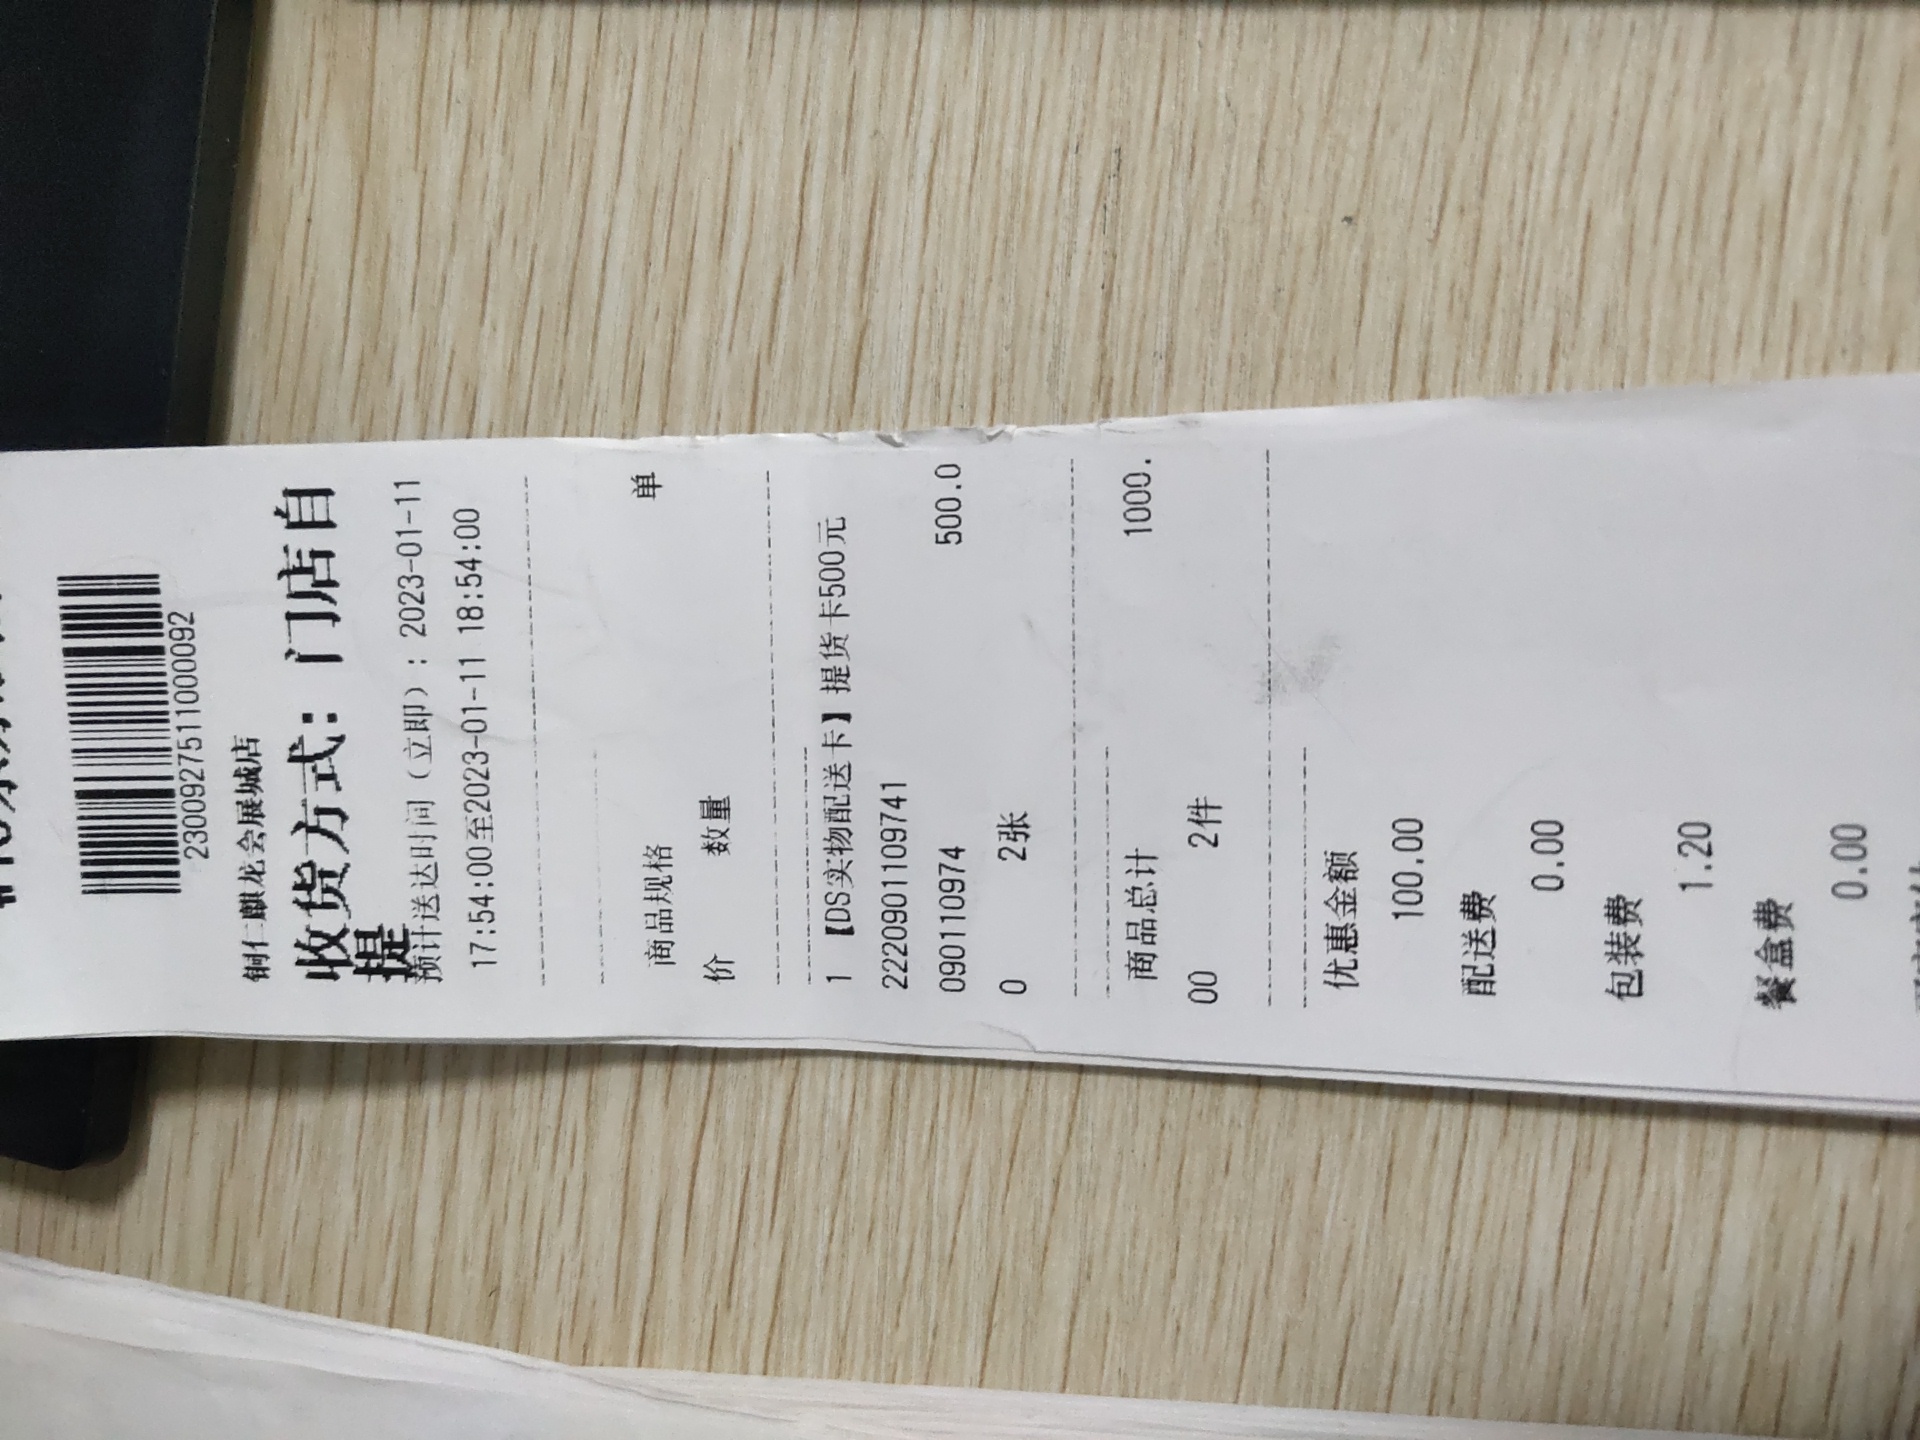 2300927511000092
铜仁麒龙会展城店
收货方式：门店自
提
预计送达时间（立即）：2023-01-11
17:54:00至2023-01-11 18:54:00
商品规格 单
价 数量
1 【DS实物配送卡】提货卡500元
2220901109741
090110974 500.0
0 2张
商品总计 1000.
00 2件
优惠金额
100.00
配送费
0.00
包装费
1.20
餐盒费
0.00